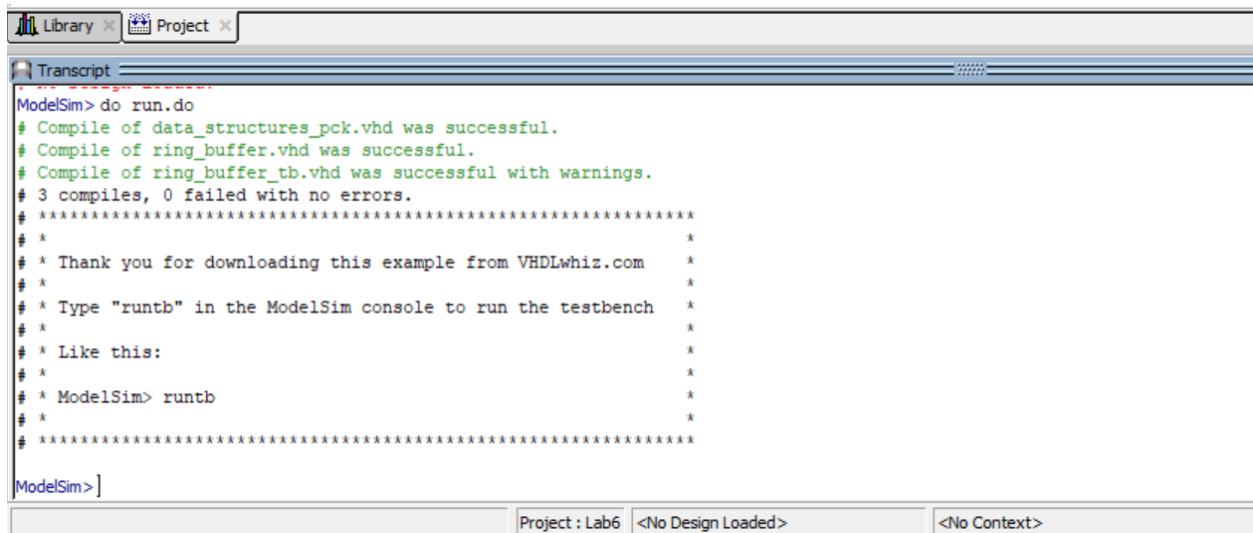 Library Project
Transcript
ModelSim> do run.do
# Compile of data_structures_pck.vhd was successful.
# Compile of ring_buffer.vhd was successful.
# Compile of ring_buffer_tb.vhd was successful with warnings.
# 3 compiles, 0 failed with no errors.
# ***************************************************************
# * *
# * Thank you for downloading this example from VHDLwhiz.com *
# * *
# * Type "runtb" in the ModelSim console to run the testbench *
# * *
# * Like this: *
# * *
# * ModelSim> runtb *
# * *
# ***************************************************************
ModelSim>
Project : Lab6 <No Design Loaded> <No Context>